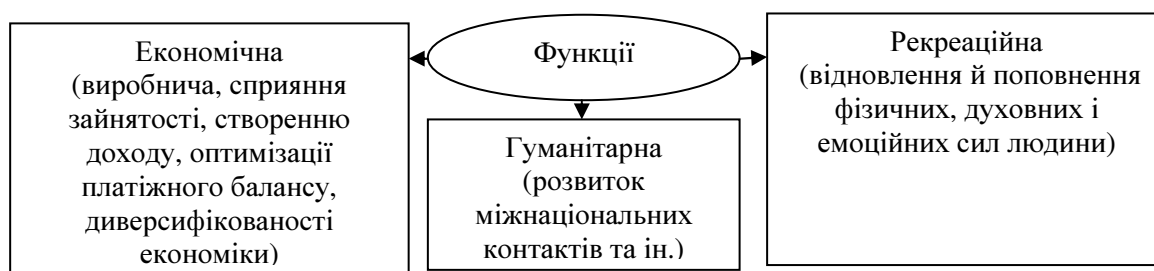 Функції
Економічна
(виробнича, сприяння
зайнятості, створенню
доходу, оптимізації
платіжного балансу,
диверсифікованості
економіки)
Гуманітарна
(розвиток
міжнаціональних
контактів та ін.)
Рекреаційна
(відновлення й поповнення
фізичних, духовних і
емоційних сил людини)